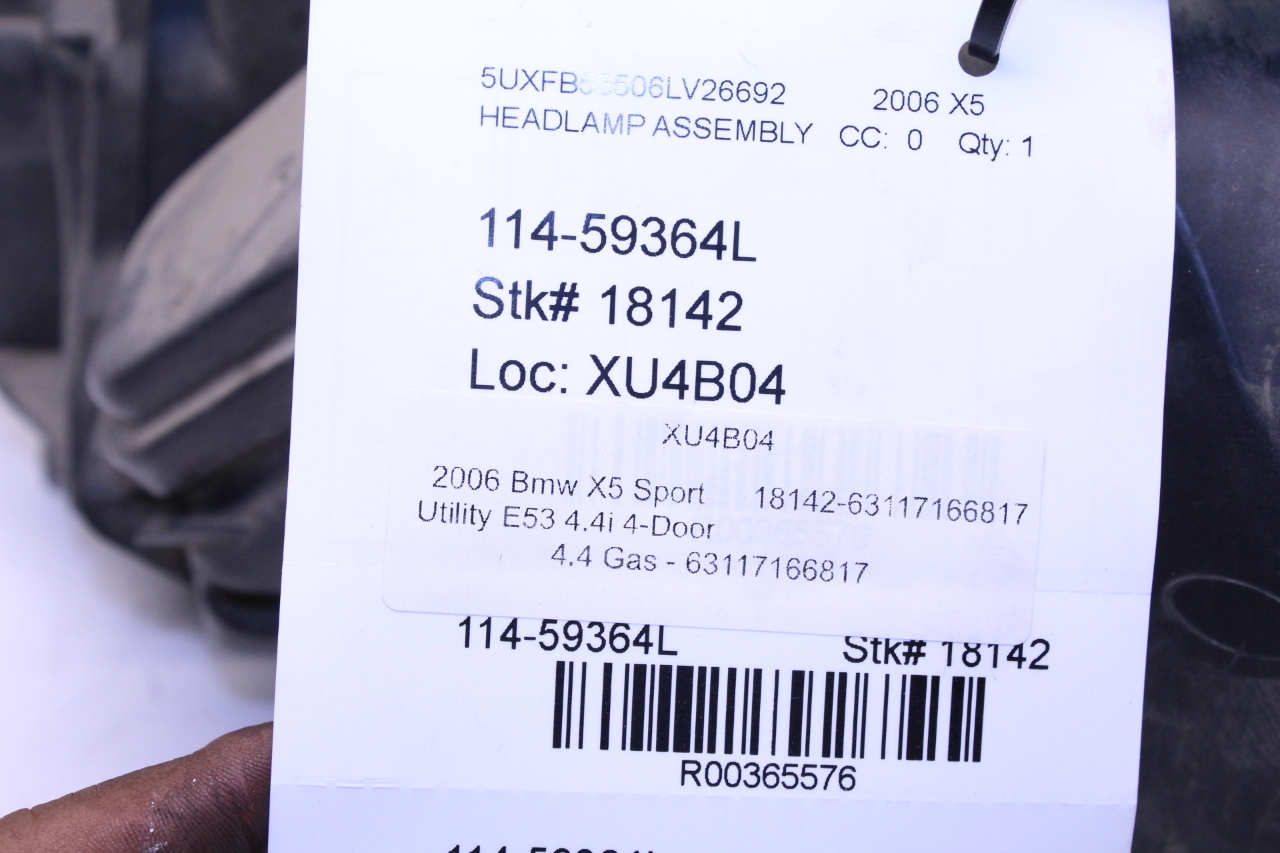 2006 X5
HEADLAMP ASSEMBLY CC: 0 Qty: 1
114-59364L
Stk# 18142
Loc: XU4B04
XU4B04
2006 Bmw X5 Sport 18142-63117166817
Utility E53 4.4i 4-Door
4.4 Gas - 63117166817
114-59364L Stk# 18142
R00365576